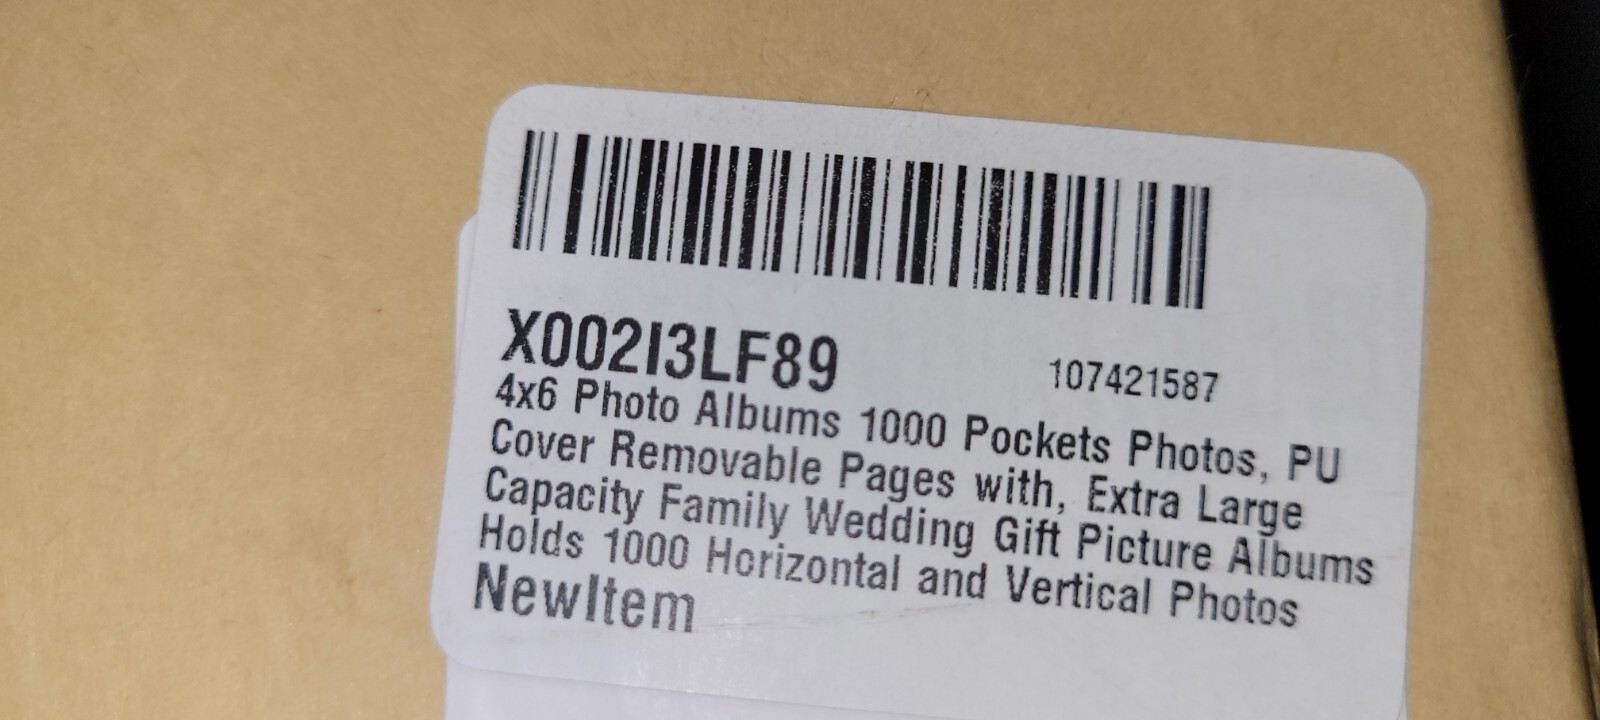 X002I3LF89 107421587
4x6 Photo Albums 1000 Pockets Photos, PU
Cover Removable Pages with, Extra Large
Capacity Family Wedding Gift Picture Albums
Holds 1000 Horizontal and Vertical Photos
NewItem